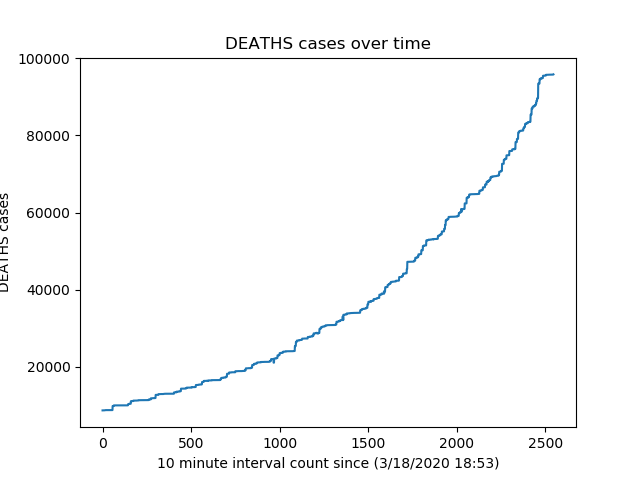 DEATHS cases over time
100000
80000
60000
40000
20000
DEATHS cases
0 500 1000 1500 2000 2500
10 minute interval count since (3/18/2020 18:53)